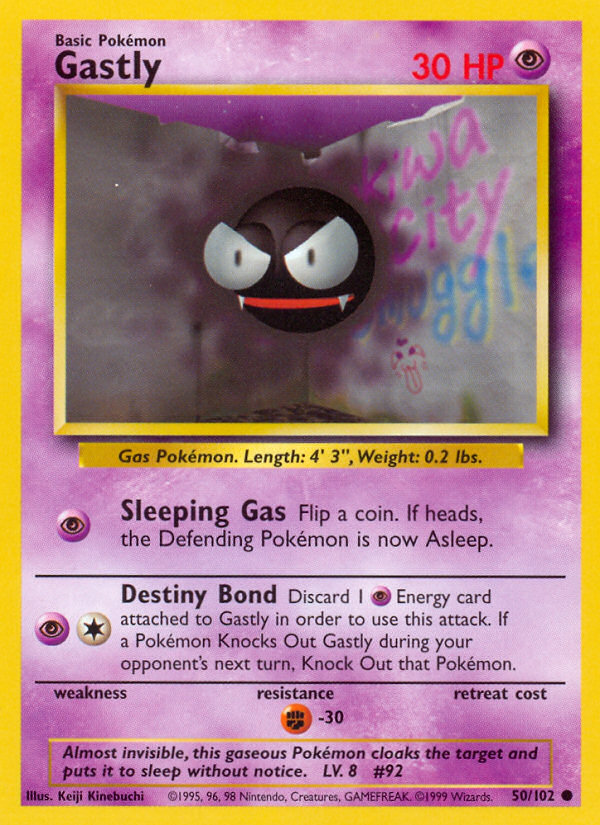 Basic Pokémon
Gastly
30 HP
kiwa
City
Gas Pokémon. Length: 4' 3", Weight: 0.2 lbs.
Sleeping Gas Flip a coin. If heads,
the Defending Pokémon is now Asleep.
Destiny Bond Discard 1 Energy card
attached to Gastly in order to use this attack. If
a Pokémon Knocks Out Gastly during your
opponent's next turn, Knock Out that Pokémon.
weakness resistance retreat cost
-30
Almost invisible, this gaseous Pokémon cloaks the target and
puts it to sleep without notice. LV. 8 #92
Illus. Keiji Kinebuchi ©1995, 96, 98 Nintendo, Creatures, GAMEFREAK. ©1999 Wizards. 50/102